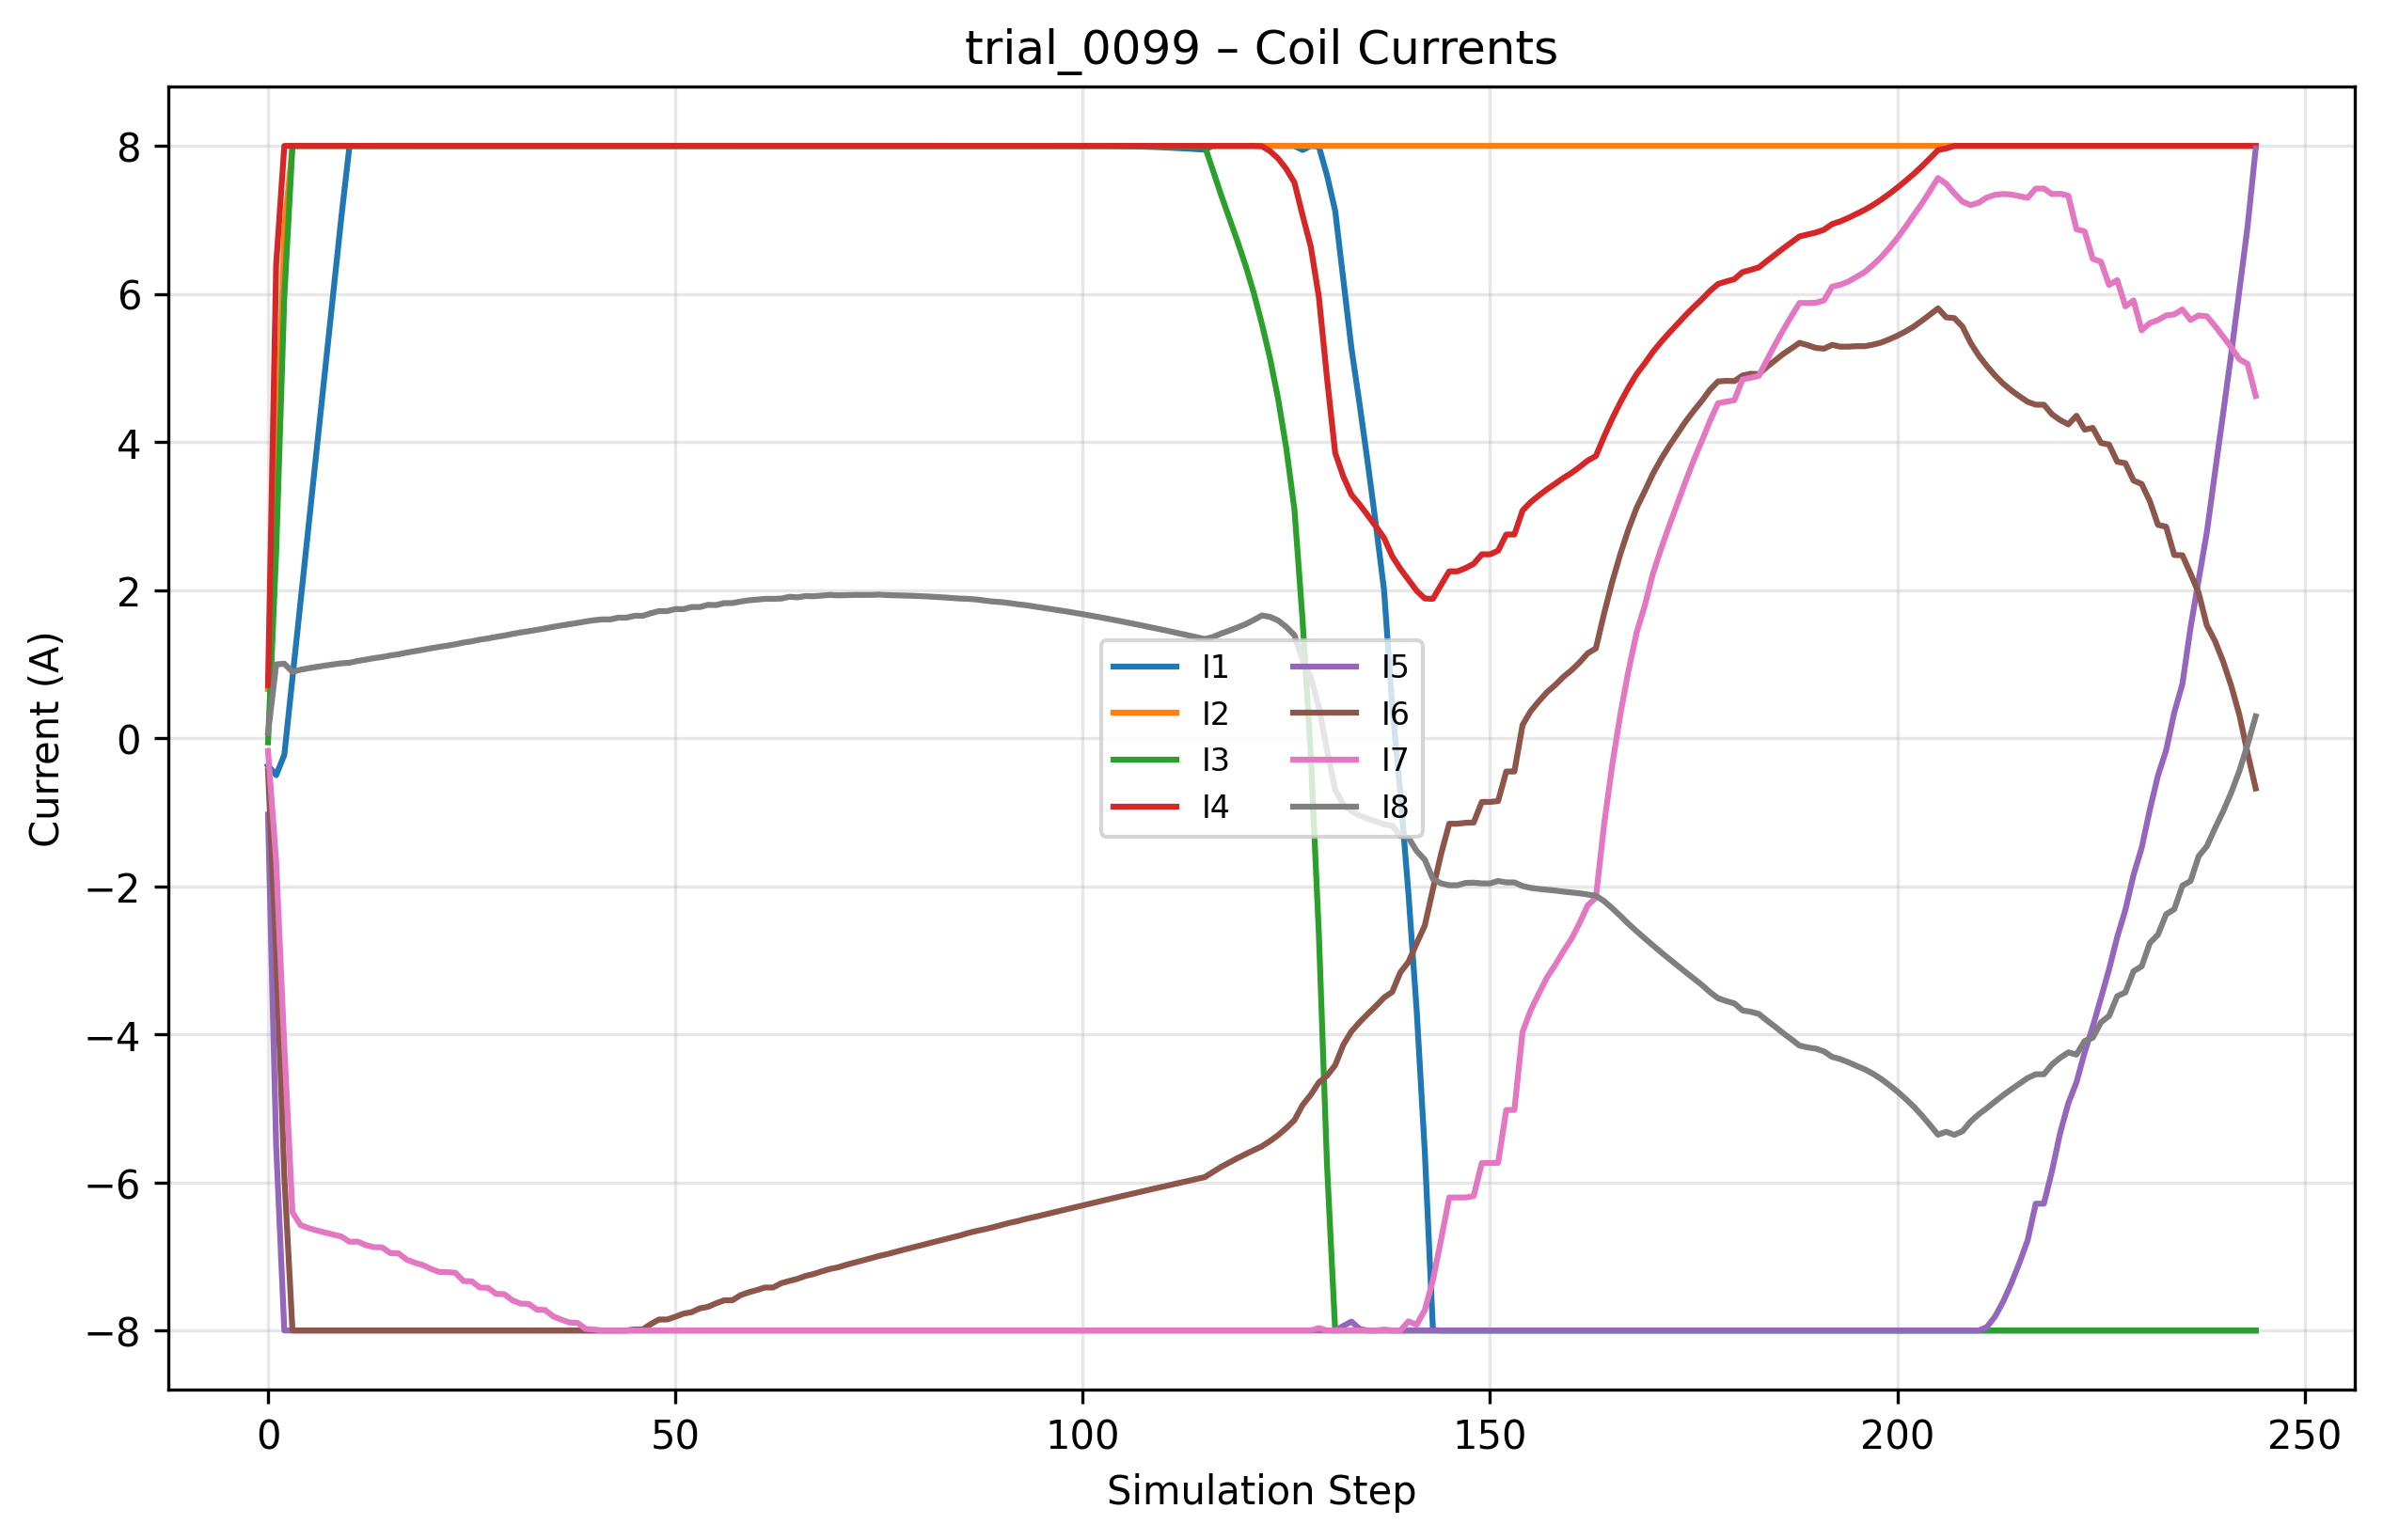 trial_0099 – Coil Currents
Current (A)
8
6
4
2
0
−2
−4
−6
−8
I1 I5
I2 I6
I3 I7
I4 I8
0 50 100 150 200 250
Simulation Step